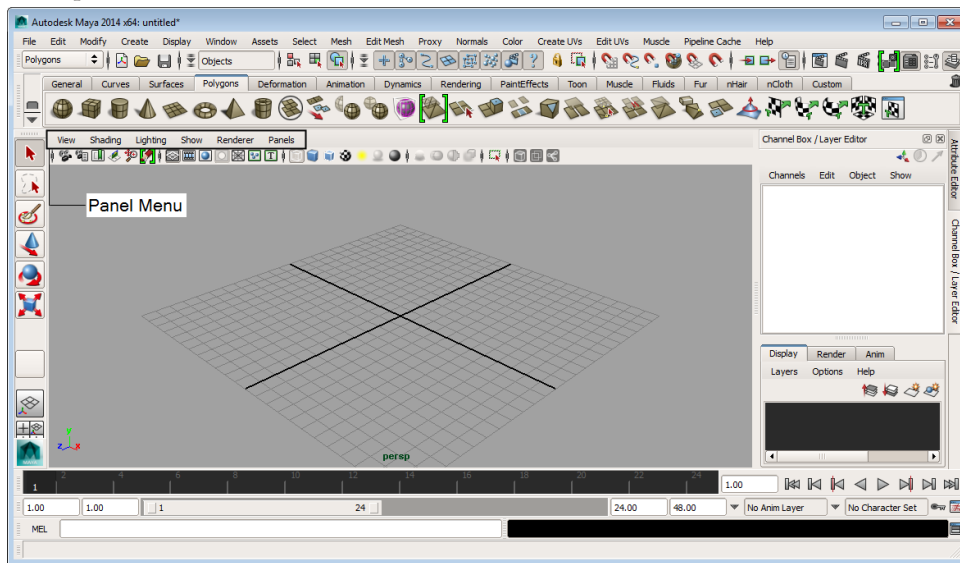 Autodesk Maya 2014 x64: untitled*
File Edit Modify Create Display Window Assets Select Mesh Edit Mesh Proxy Normals Color Create UVs Edit UVs Muscle Pipeline Cache Help
Polygons Objects
General Curves Surfaces Polygons Deformation Animation Dynamics Rendering PaintEffects Toon Muscle Fluids Fur nHair nCloth Custom
View Shading Lighting Show Renderer Panels
Channel Box / Layer Editor
Channels Edit Object Show
Attribute Editor
Channel Box / Layer Editor
Panel Menu
Display Render Anim
Layers Options Help
y
z x
persp
2 4 6 8 10 12 14 16 18 20 22 24
1
1.00
1.00 1.00 1 24 24.00 48.00 No Anim Layer No Character Set
MEL